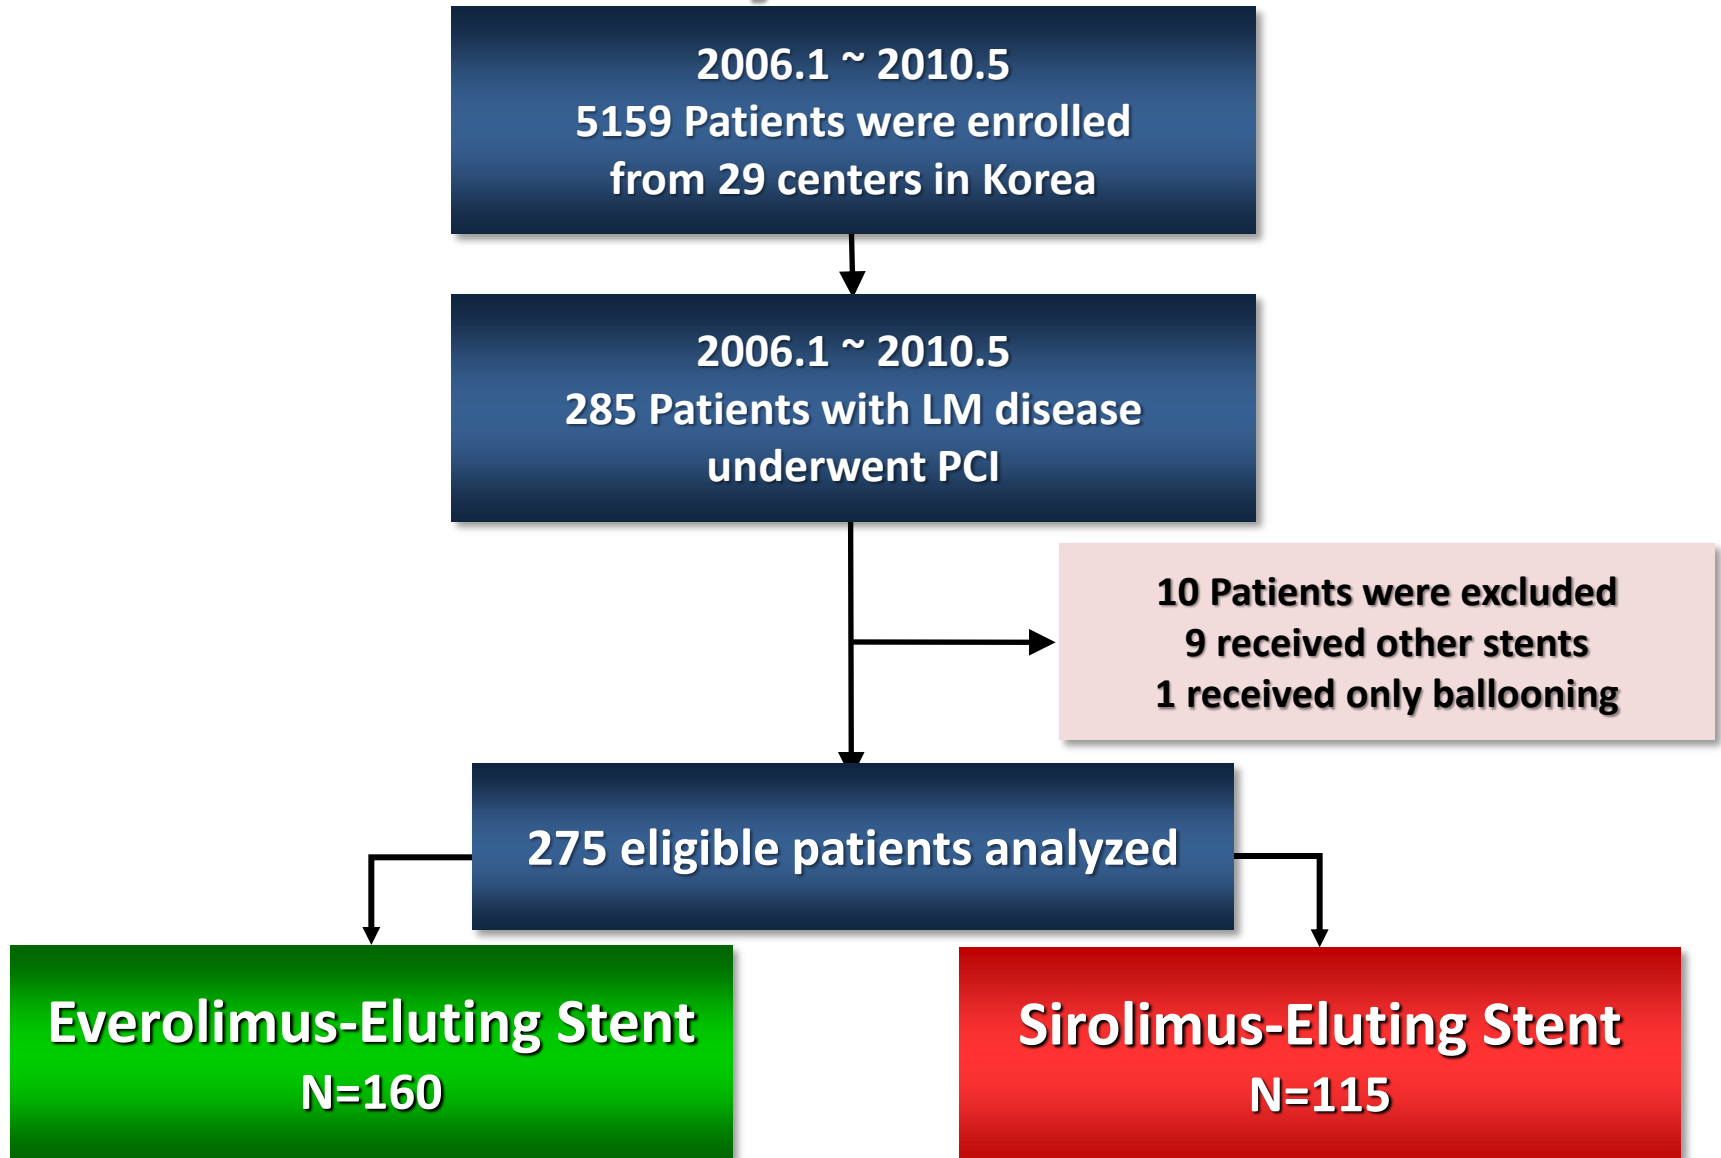 2006.1 ~ 2010.5
5159 Patients were enrolled
from 29 centers in Korea
2006.1 ~ 2010.5
285 Patients with LM disease
underwent PCI
10 Patients were excluded
9 received other stents
1 received only ballooning
275 eligible patients analyzed
Everolimus-Eluting Stent
N=160
Sirolimus-Eluting Stent
N=115